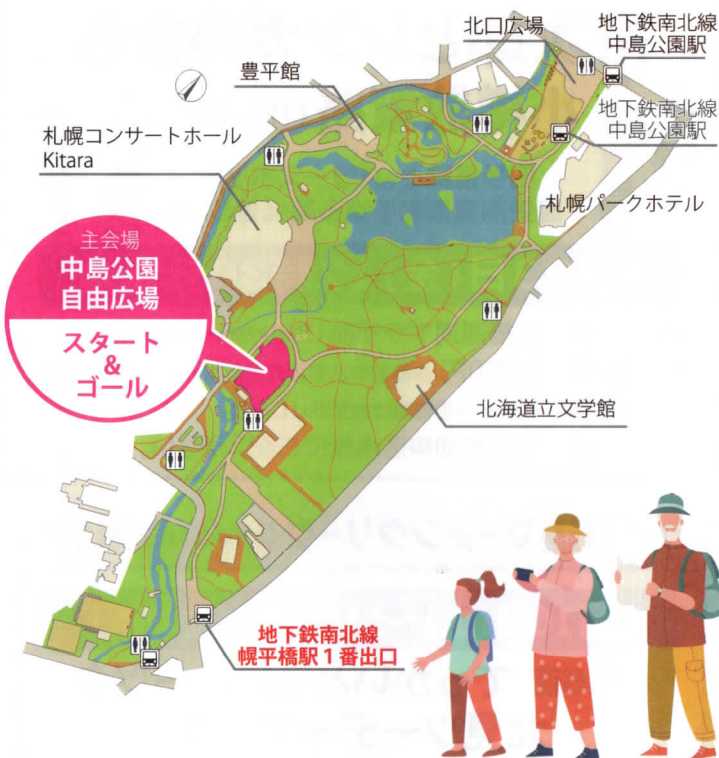 北口広場
地下鉄南北線
中島公園駅
豊平館
地下鉄南北線
中島公園駅
札幌コンサートホール
Kitara
札幌パークホテル
主会場
中島公園
自由広場
スタート
&
ゴール
北海道立文学館
地下鉄南北線
幌平橋駅1番出口